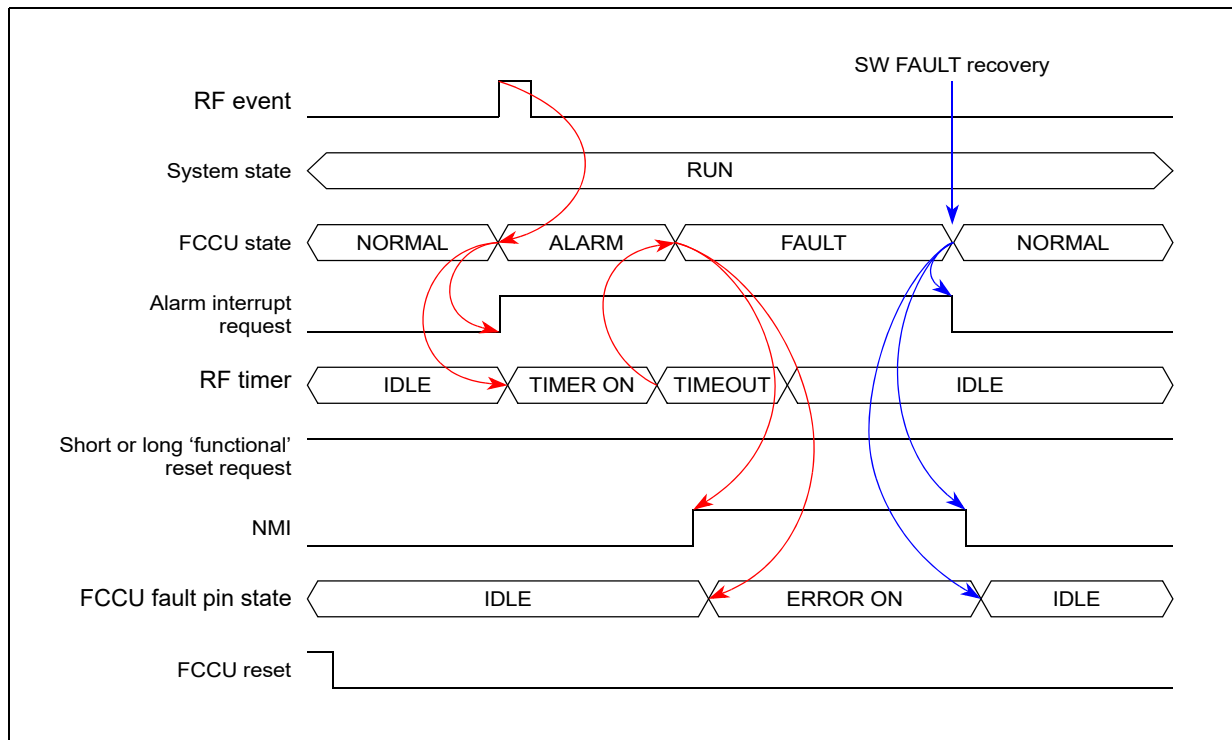 SW FAULT recovery
RF event
System state
RUN
FCCU state
NORMAL
ALARM
FAULT
NORMAL
Alarm interrupt
request
RF timer
IDLE
TIMER ON
TIMEOUT
IDLE
Short or long ‘functional’
reset request
NMI
FCCU fault pin state
IDLE
ERROR ON
IDLE
FCCU reset